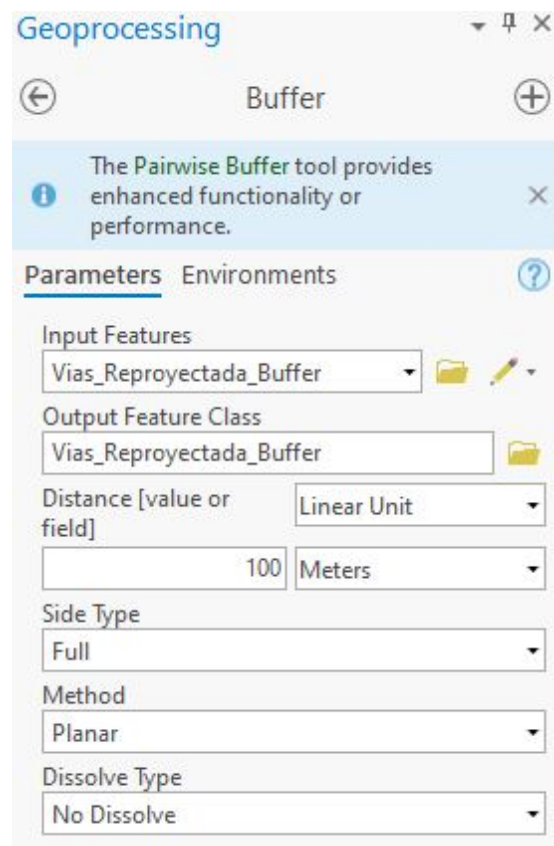 Geoprocessing
Buffer
The Pairwise Buffer tool provides
enhanced functionality or
performance.
Parameters Environments
Input Features
Vias_Reproyectada_Buffer
Output Feature Class
Vias_Reproyectada_Buffer
Distance [value or
field]
Linear Unit
100 Meters
Side Type
Full
Method
Planar
Dissolve Type
No Dissolve